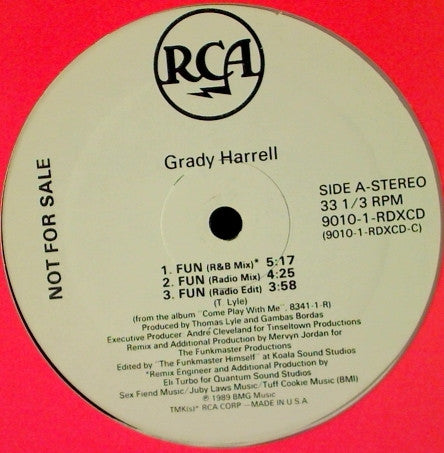 RCA
Grady Harrell
NOT FOR SALE
SIDE A-STEREO
33 1/3 RPM
9010-1-RDXCD
(9010-1-RDXCD-C)
1. FUN (R&B Mix)* 5:17
2. FUN (Radio Mix) 4:25
3. FUN (Radio Edit) 3:58
(T. Lyle)
(from the album "Come Play With Me", 8341-1-R)
Produced by Thomas Lyle and Gambas Bordas
Executive Producer: André Cleveland for Tinseltown Productions
Remix and Additional Production by Mervyn Jordan for
The Funkmaster Productions
Edited by "The Funkmaster Himself" at Koala Sound Studios
*Remix Engineer and Additional Production by
Eli Turbo for Quantum Sound Studios
Sex Fiend Music/Juby Laws Music/Tuff Cookie Music (BMI)
℗ 1989 BMG Music
TMK(s)® RCA CORP – MADE IN U.S.A